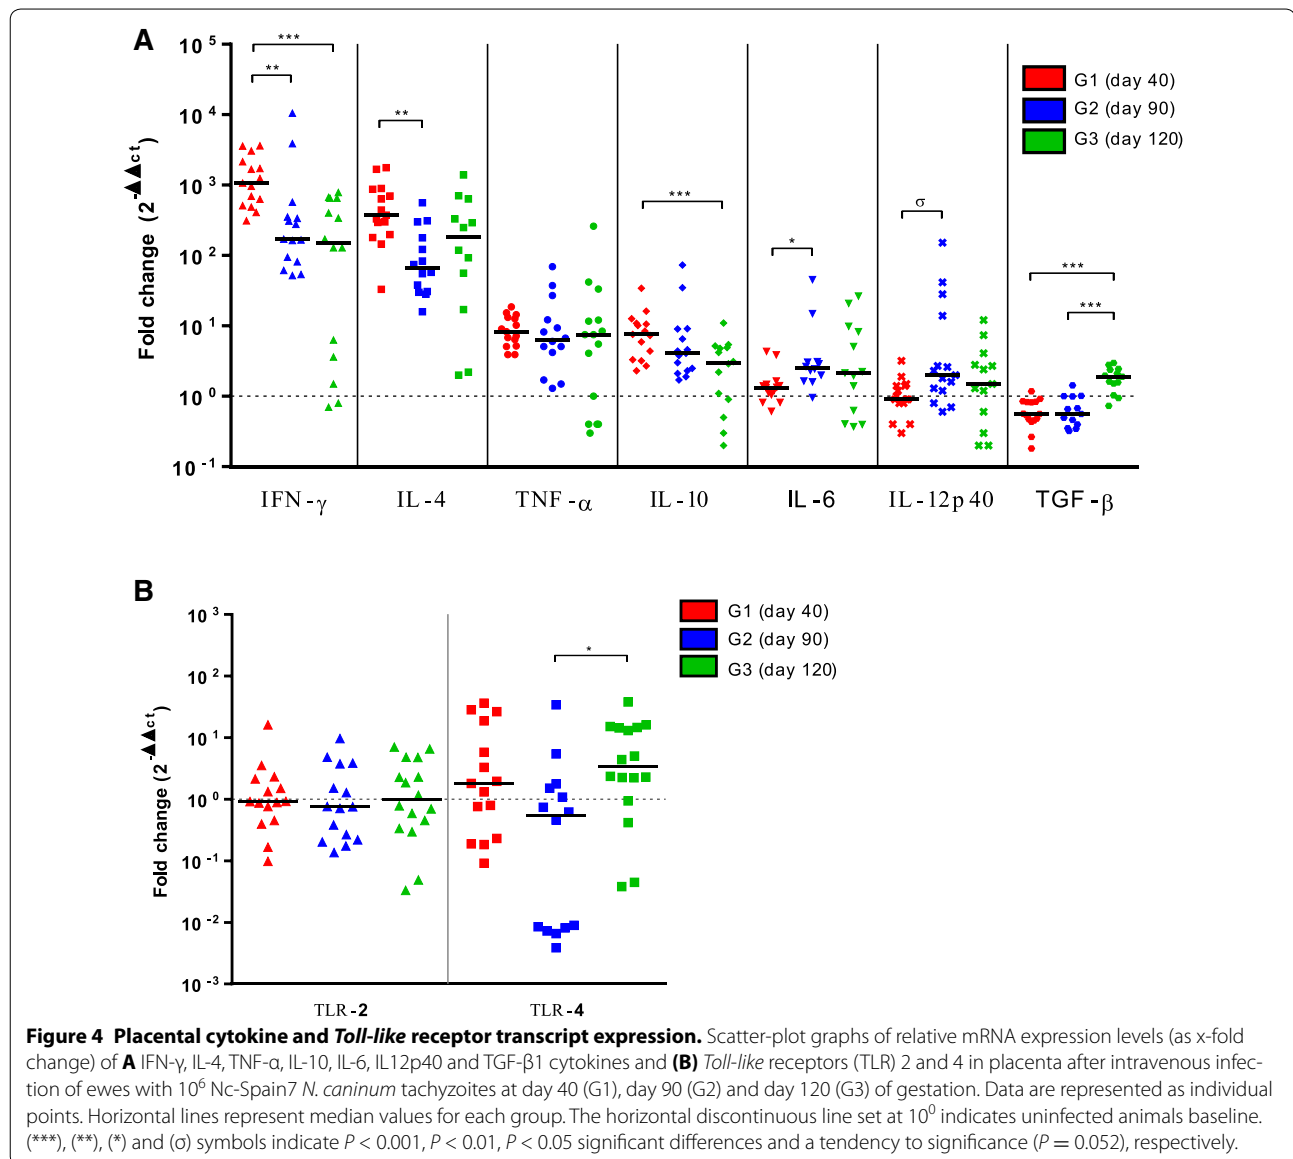 A
10^5
10^4
10^3
10^2
10^1
10^0
10^-1
Fold change (2^-▲▲ct)
***
**
**
***
*
σ
***
***
G1 (day 40)
G2 (day 90)
G3 (day 120)
IFN-γ IL-4 TNF-α IL-10 IL-6 IL-12p40 TGF-β
B
10^3
10^2
10^1
10^0
10^-1
10^-2
10^-3
Fold change (2^-▲▲ct)
*
G1 (day 40)
G2 (day 90)
G3 (day 120)
TLR-2 TLR-4
Figure 4 Placental cytokine and Toll-like receptor transcript expression. Scatter-plot graphs of relative mRNA expression levels (as x-fold
change) of A IFN-γ, IL-4, TNF-α, IL-10, IL-6, IL12p40 and TGF-β1 cytokines and (B) Toll-like receptors (TLR) 2 and 4 in placenta after intravenous infec-
tion of ewes with 10^6 Nc-Spain7 N. caninum tachyzoites at day 40 (G1), day 90 (G2) and day 120 (G3) of gestation. Data are represented as individual
points. Horizontal lines represent median values for each group. The horizontal discontinuous line set at 10^0 indicates uninfected animals baseline.
(***), (**), (*) and (σ) symbols indicate P < 0.001, P < 0.01, P < 0.05 significant differences and a tendency to significance (P = 0.052), respectively.